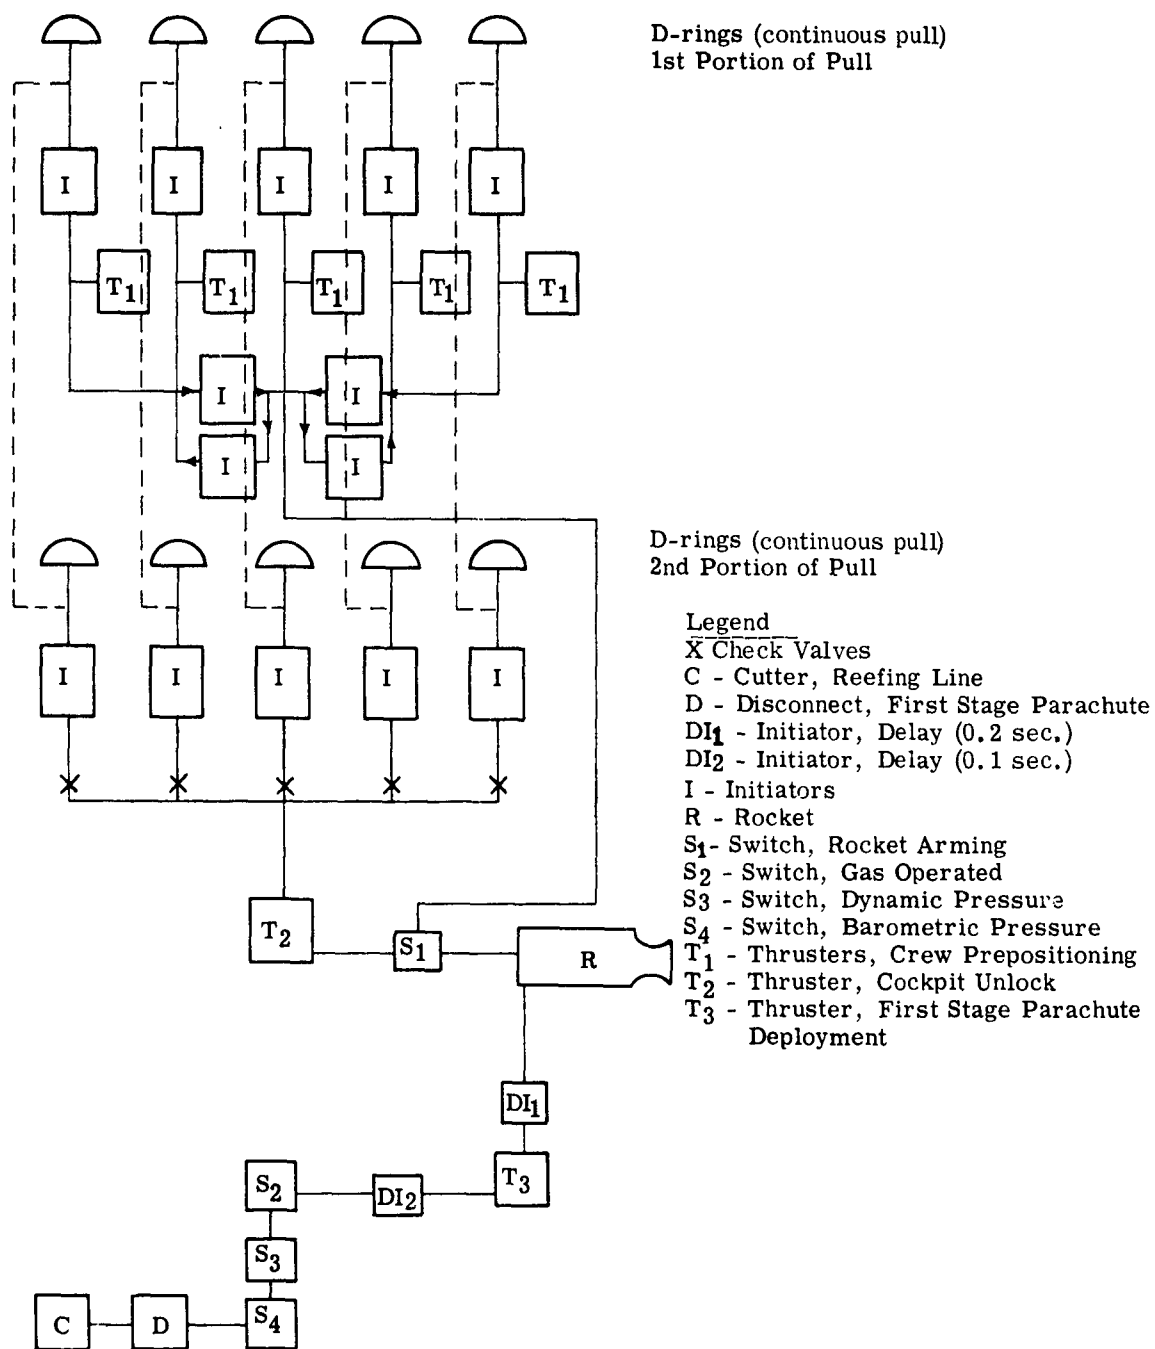 D-rings (continuous pull)
1st Portion of Pull
I I I I I
T1 T1 T1 T1 T1
I I
I I
D-rings (continuous pull)
2nd Portion of Pull
Legend
X Check Valves
C - Cutter, Reefing Line
D - Disconnect, First Stage Parachute
DI1 - Initiator, Delay (0.2 sec.)
DI2 - Initiator, Delay (0.1 sec.)
I - Initiators
R - Rocket
S1- Switch, Rocket Arming
S2 - Switch, Gas Operated
S3 - Switch, Dynamic Pressure
S4 - Switch, Barometric Pressure
T1 - Thrusters, Crew Prepositioning
T2 - Thruster, Cockpit Unlock
T3 - Thruster, First Stage Parachute
Deployment
I I I I I
X X X X X
T2 S1 R
DI1
S2 DI2 T3
S3
C D S4